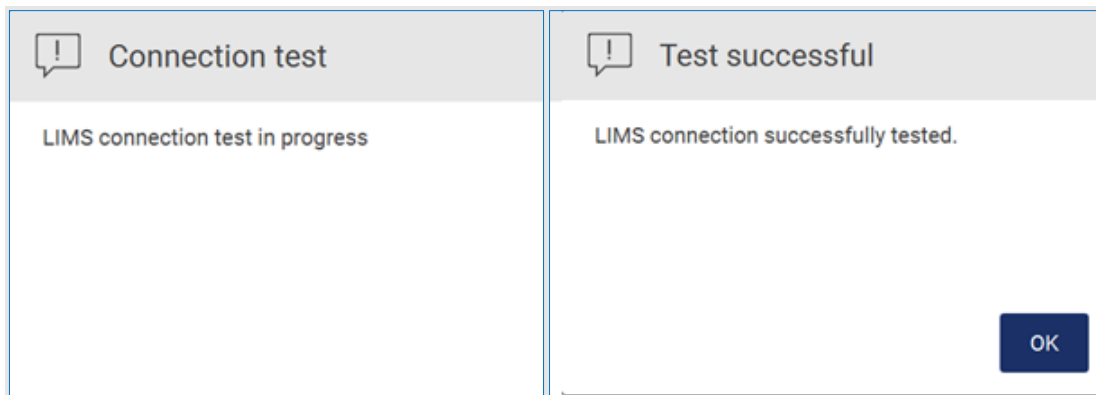 Connection test
LIMS connection test in progress
Test successful
LIMS connection successfully tested.
OK